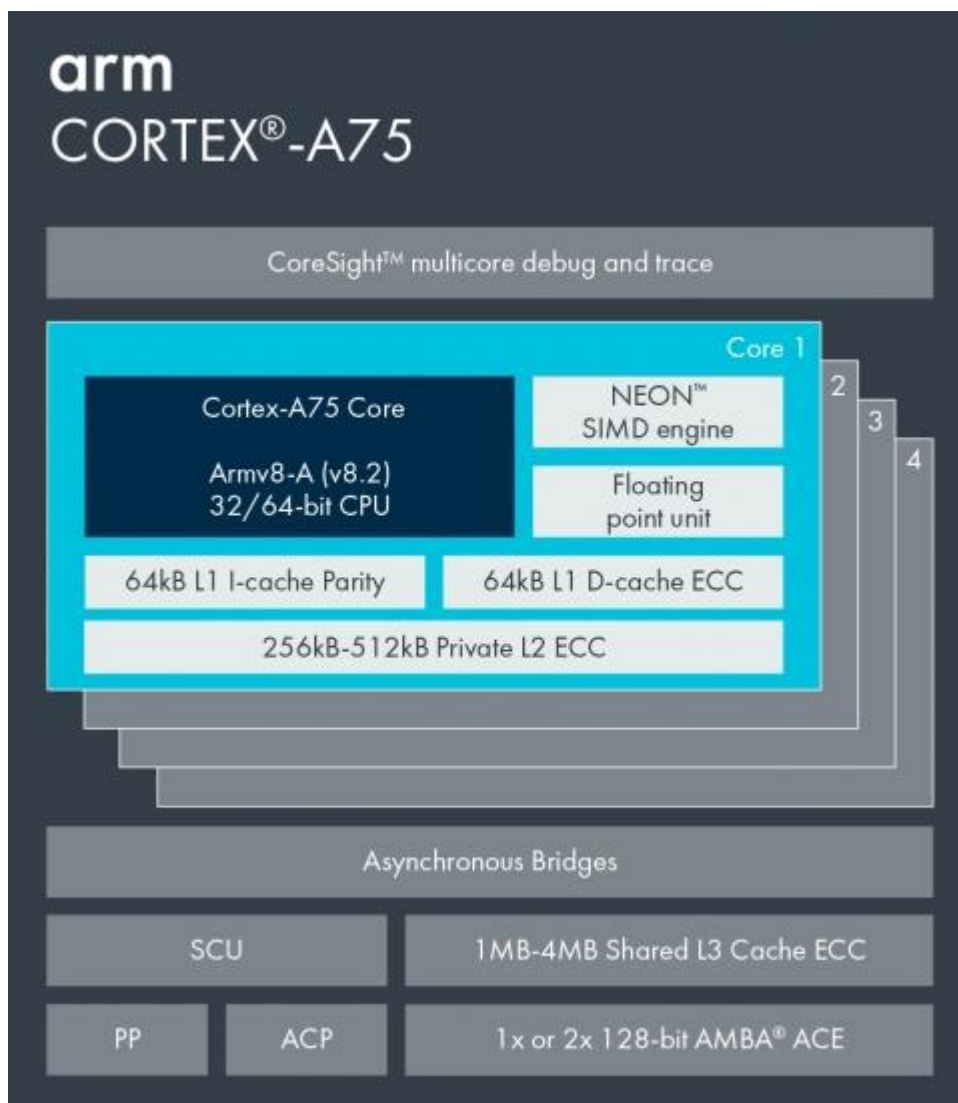 arm
CORTEX®-A75
CoreSight™ multicore debug and trace
Core 1
2
3
4
Cortex-A75 Core
Armv8-A (v8.2)
32/64-bit CPU
NEON™
SIMD engine
Floating
point unit
64kB L1 I-cache Parity
64kB L1 D-cache ECC
256kB-512kB Private L2 ECC
Asynchronous Bridges
SCU
1MB-4MB Shared L3 Cache ECC
PP
ACP
1x or 2x 128-bit AMBA® ACE